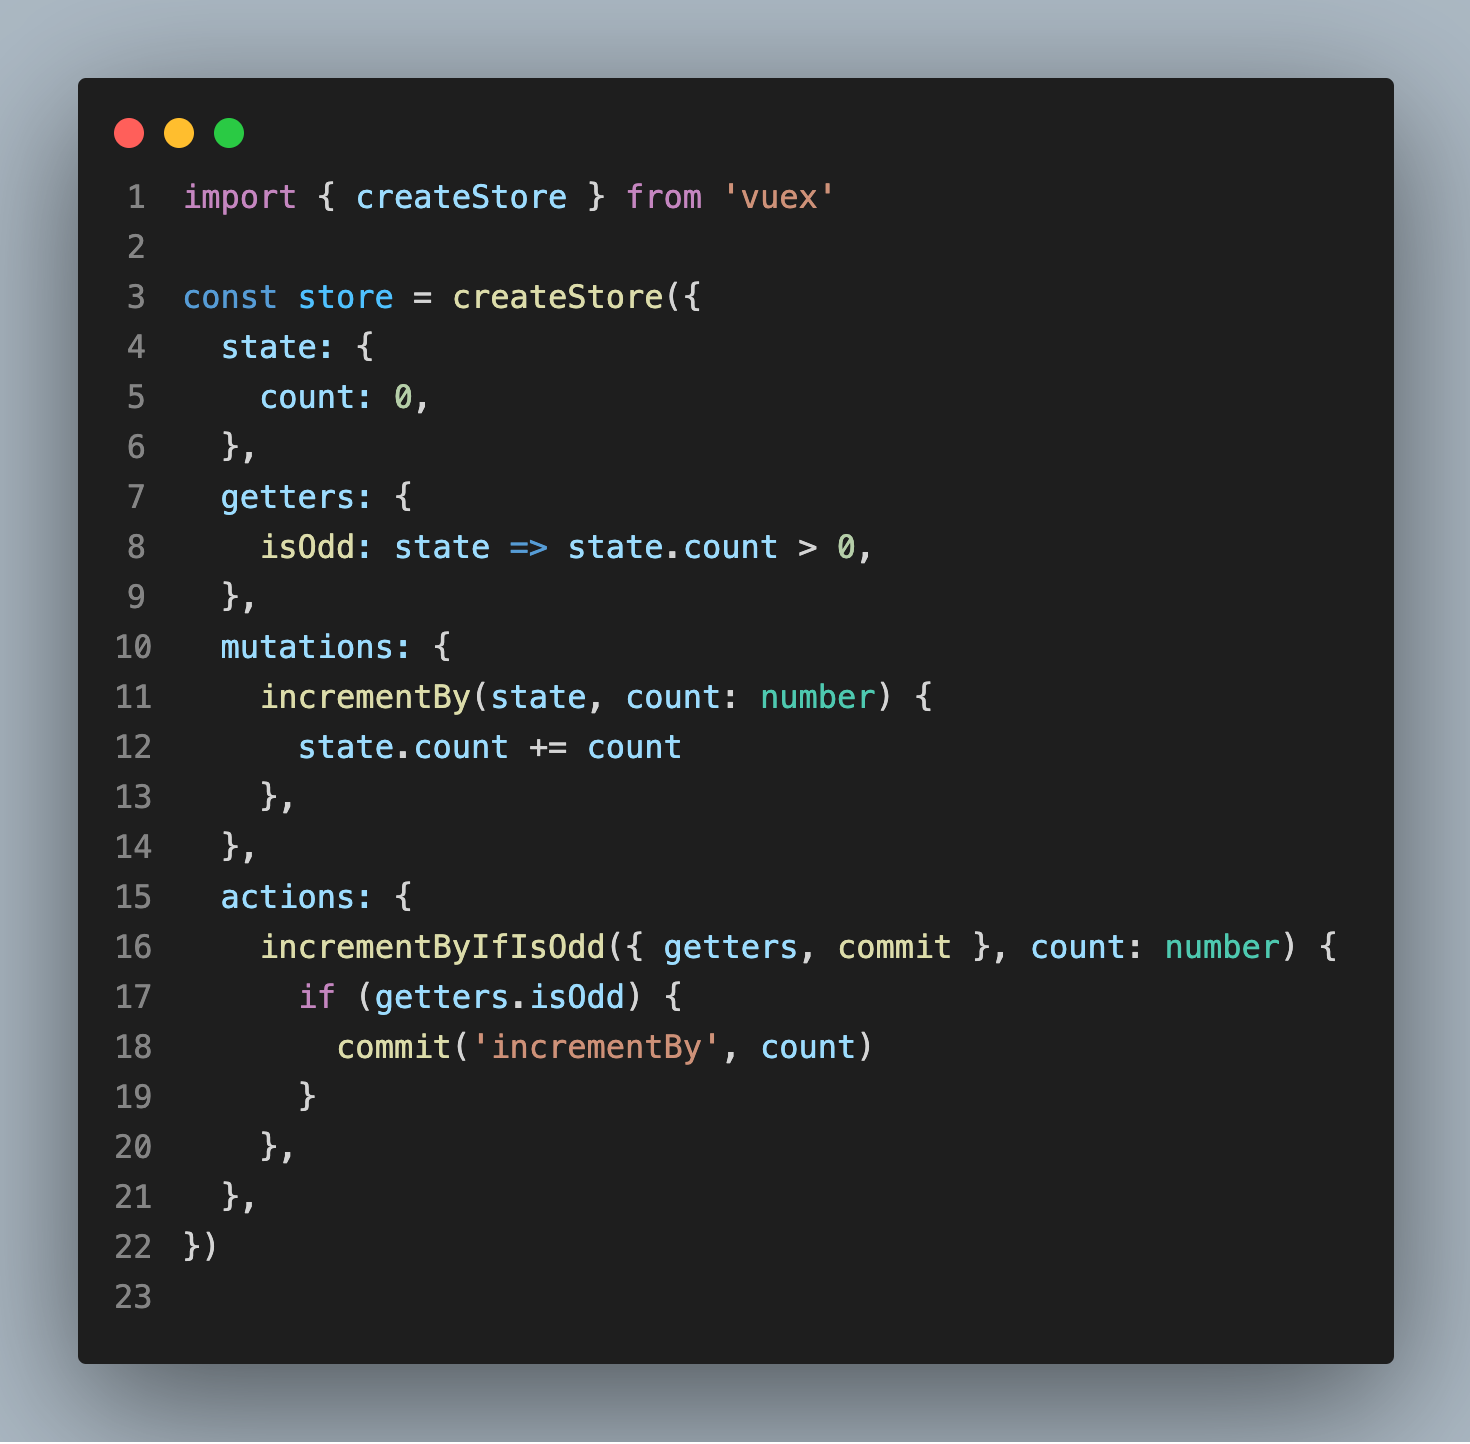 1 import { createStore } from 'vuex'
2
3 const store = createStore({
4   state: {
5     count: 0,
6   },
7   getters: {
8     isOdd: state => state.count > 0,
9   },
10   mutations: {
11     incrementBy(state, count: number) {
12       state.count += count
13     },
14   },
15   actions: {
16     incrementByIfIsOdd({ getters, commit }, count: number) {
17       if (getters.isOdd) {
18         commit('incrementBy', count)
19       }
20     },
21   },
22 })
23